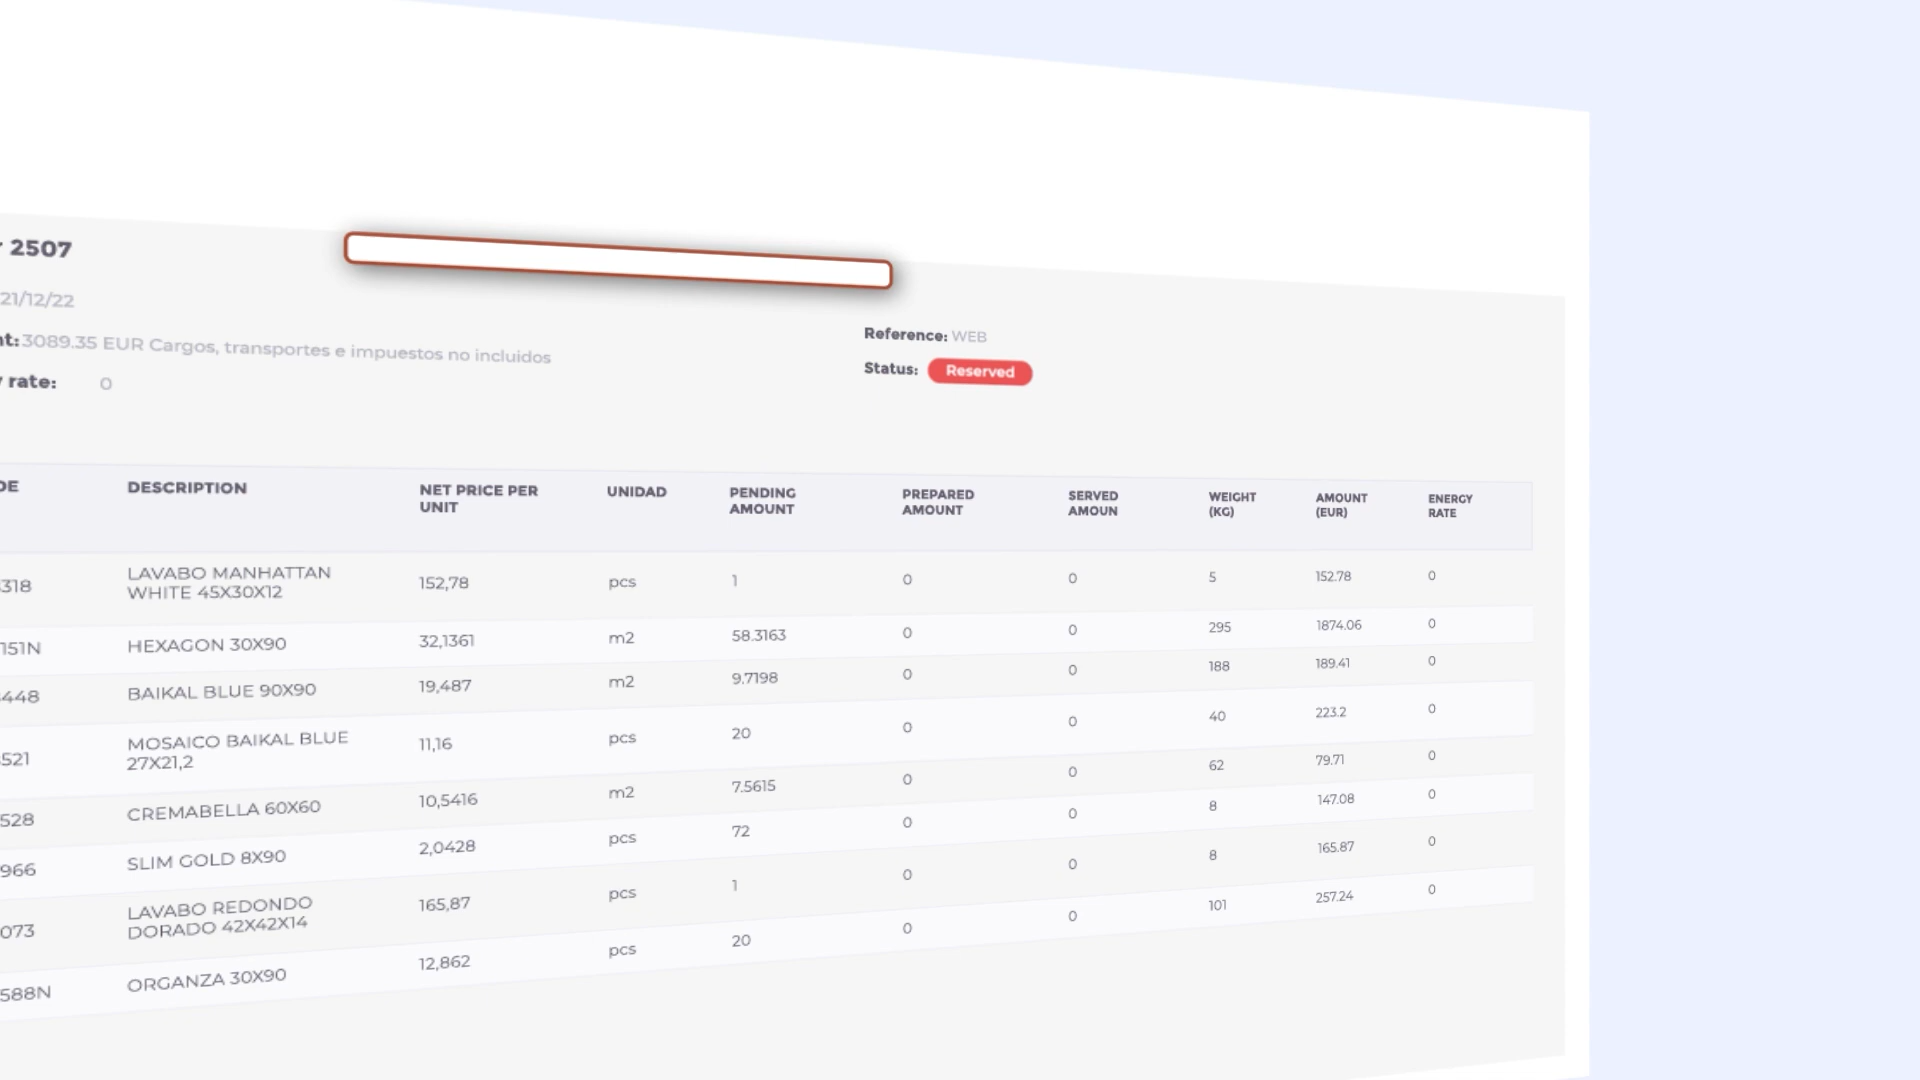 2507
21/12/22
3089.35 EUR Cargos, transportes e impuestos no incluidos
rate: 0
Reference: WEB
Status: Reserved
DESCRIPTION NET PRICE PER UNIT UNIDAD PENDING AMOUNT PREPARED AMOUNT SERVED AMOUN WEIGHT (KG) AMOUNT (EUR) ENERGY RATE
318 LAVABO MANHATTAN WHITE 45X30X12 152,78 pcs 1 0 0 5 152.78 0
151N HEXAGON 30X90 32,1361 m2 58.3163 0 0 295 1874.06 0
448 BAIKAL BLUE 90X90 19,487 m2 9.7198 0 0 188 189.41 0
521 MOSAICO BAIKAL BLUE 27X21,2 11,16 pcs 20 0 0 40 223.2 0
528 CREMABELLA 60X60 10,5416 m2 7.5615 0 0 62 79.71 0
966 SLIM GOLD 8X90 2,0428 pcs 72 0 0 8 147.08 0
073 LAVABO REDONDO DORADO 42X42X14 165,87 pcs 1 0 0 8 165.87 0
588N ORGANZA 30X90 12,862 pcs 20 0 0 101 257.24 0